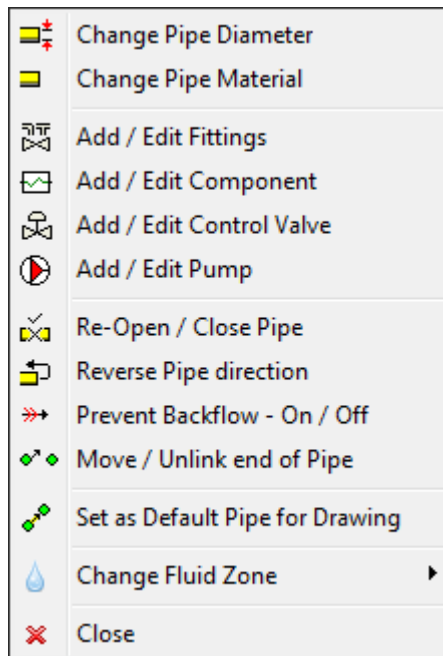 Change Pipe Diameter
Change Pipe Material
Add / Edit Fittings
Add / Edit Component
Add / Edit Control Valve
Add / Edit Pump
Re-Open / Close Pipe
Reverse Pipe direction
Prevent Backflow - On / Off
Move / Unlink end of Pipe
Set as Default Pipe for Drawing
Change Fluid Zone
Close